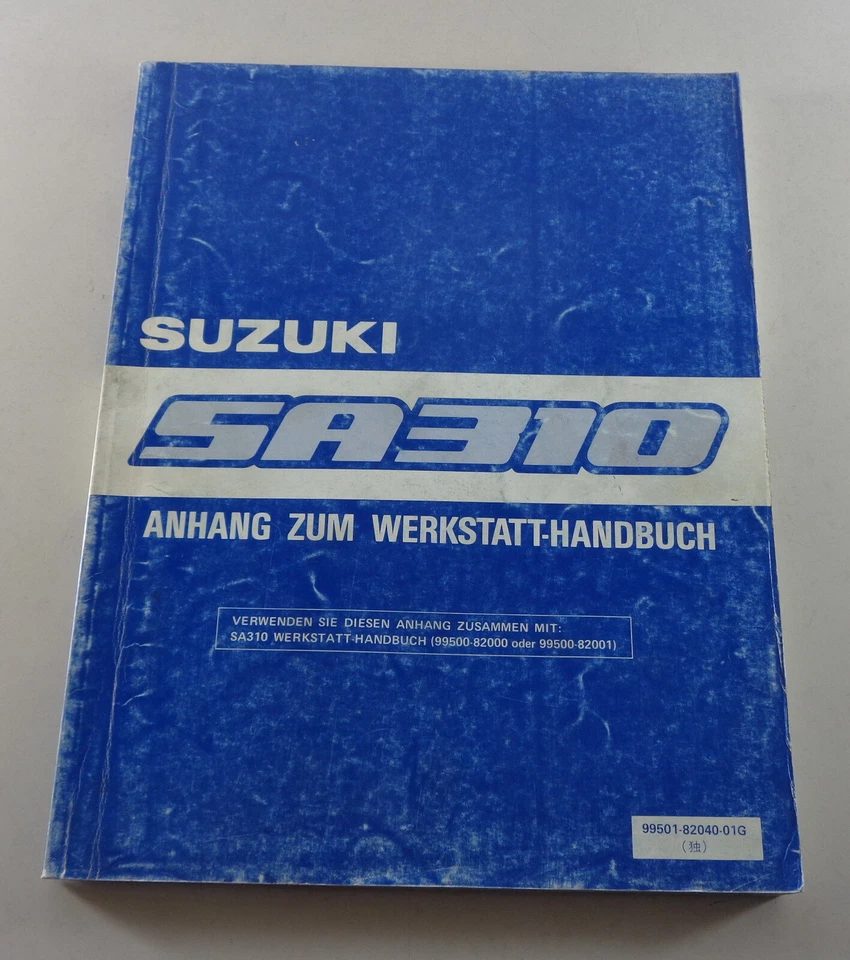 SUZUKI
SA310
ANHANG ZUM WERKSTATT-HANDBUCH
VERWENDEN SIE DIESEN ANHANG ZUSAMMEN MIT:
SA310 WERKSTATT-HANDBUCH (99500-82000 oder 99500-82001)
99501-82040-01G
（独）